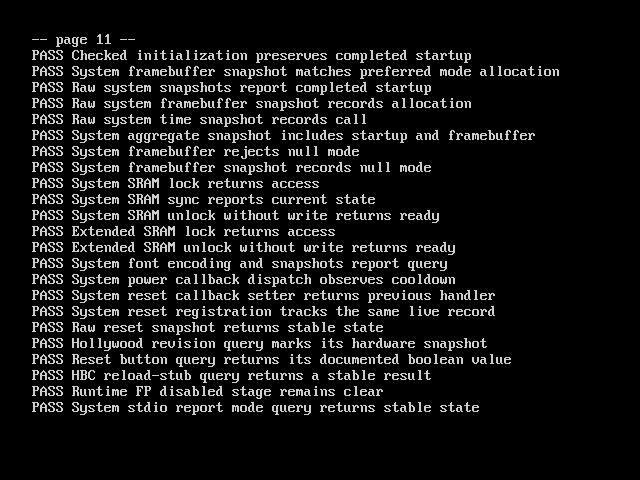 -- page 11 --
PASS Checked initialization preserves completed startup
PASS System framebuffer snapshot matches preferred mode allocation
PASS Raw system snapshots report completed startup
PASS Raw system framebuffer snapshot records allocation
PASS Raw system time snapshot records call
PASS System aggregate snapshot includes startup and framebuffer
PASS System framebuffer rejects null mode
PASS System framebuffer snapshot records null mode
PASS System SRAM lock returns access
PASS System SRAM sync reports current state
PASS System SRAM unlock without write returns ready
PASS Extended SRAM lock returns access
PASS Extended SRAM unlock without write returns ready
PASS System font encoding and snapshots report query
PASS System power callback dispatch observes cooldown
PASS System reset callback setter returns previous handler
PASS System reset registration tracks the same live record
PASS Raw reset snapshot returns stable state
PASS Hollywood revision query marks its hardware snapshot
PASS Reset button query returns its documented boolean value
PASS HBC reload-stub query returns a stable result
PASS Runtime FP disabled stage remains clear
PASS System stdio report mode query returns stable state